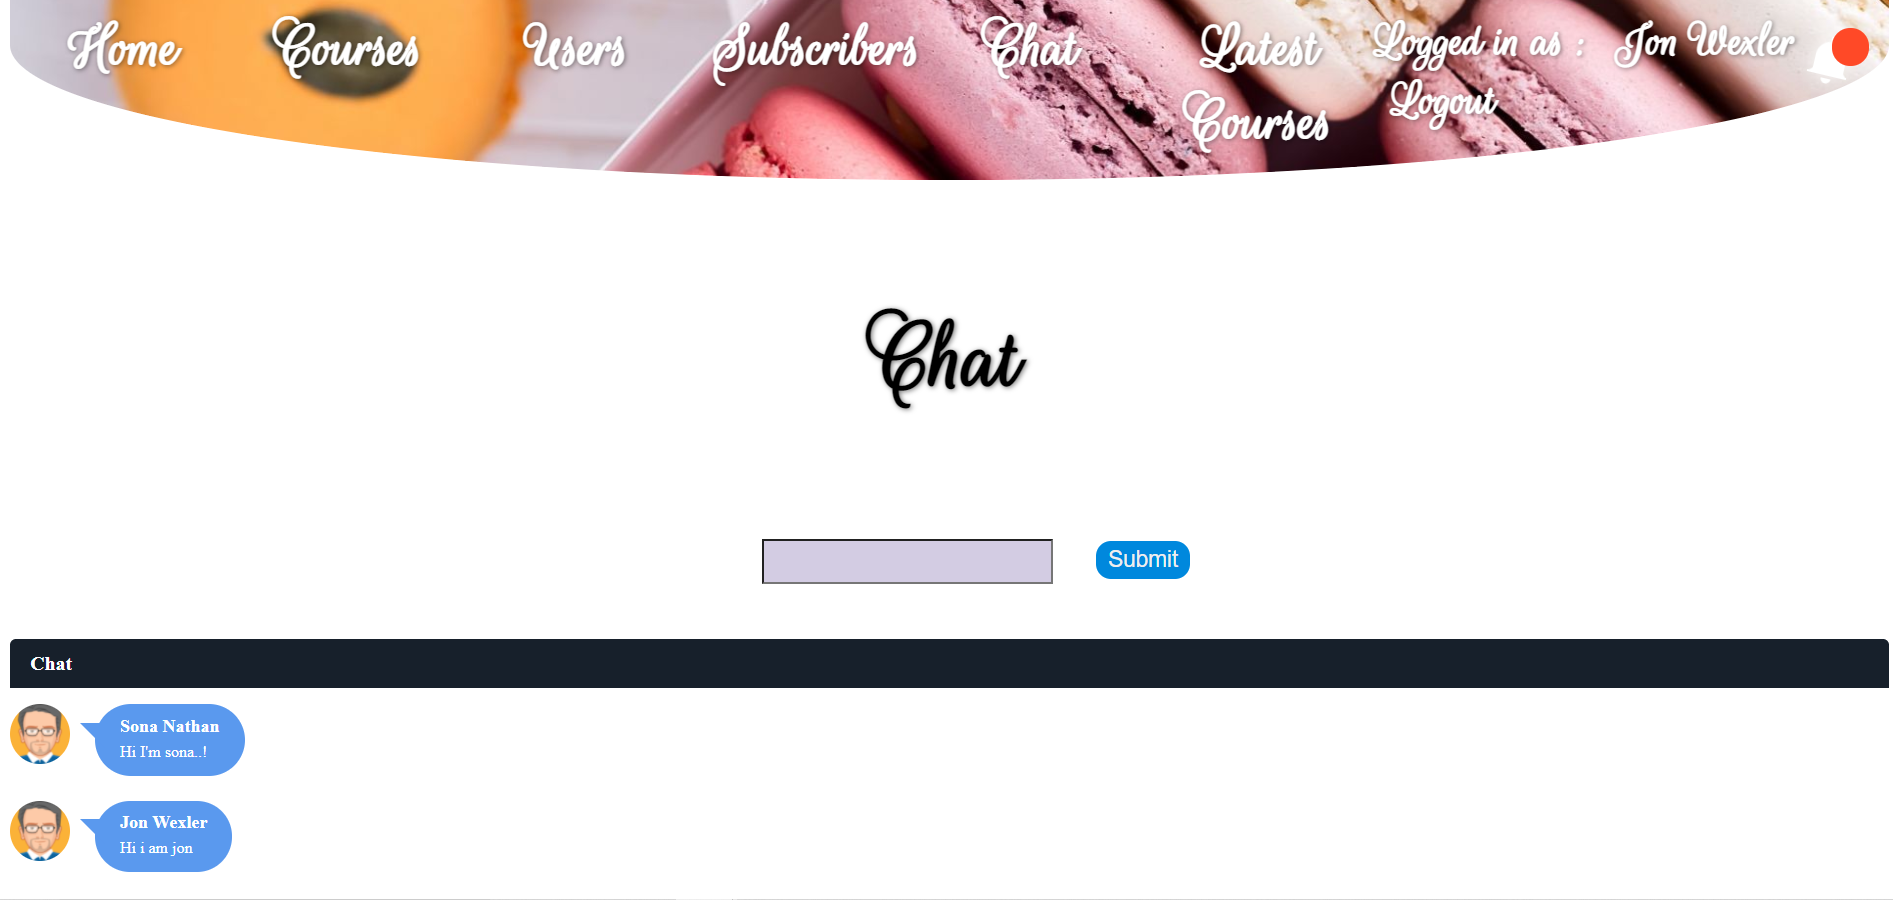 Home Courses Users Subscribers Chat Latest Courses Logged in as : Jon Wexler
Logout
Chat
Submit
Chat
Sona Nathan
Hi I'm sona..!
Jon Wexler
Hi i am jon